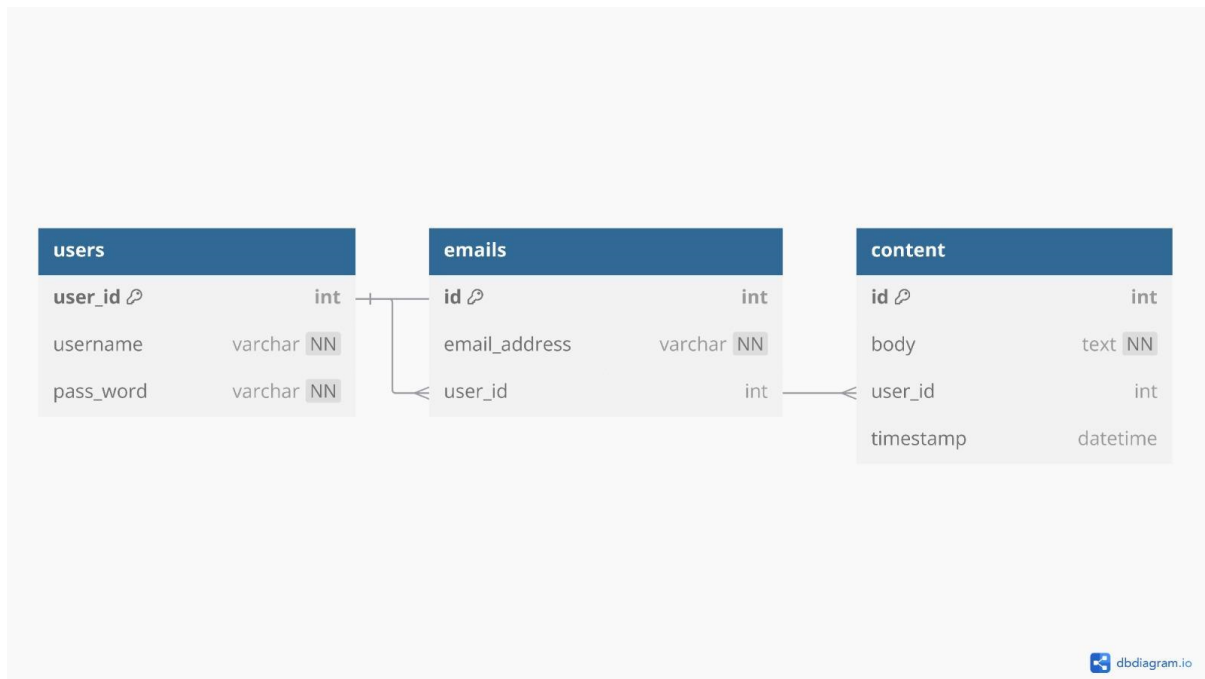 users
user_id int
username varchar NN
pass_word varchar NN
emails
id int
email_address varchar NN
user_id int
content
id int
body text NN
user_id int
timestamp datetime
dbdiagram.io